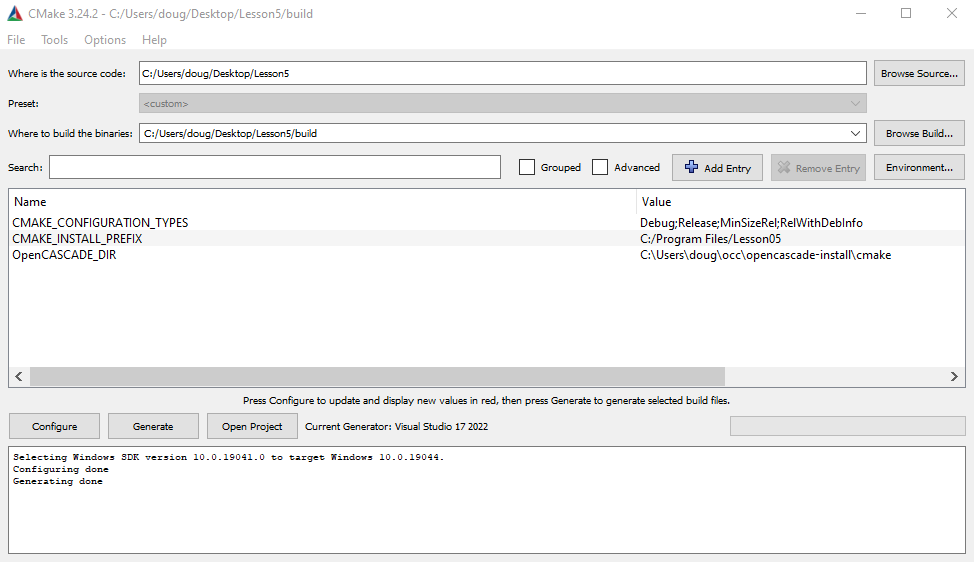 CMake 3.24.2 - C:/Users/doug/Desktop/Lesson5/build
File Tools Options Help
Where is the source code: C:/Users/doug/Desktop/Lesson5 Browse Source...
Preset: <custom>
Where to build the binaries: C:/Users/doug/Desktop/Lesson5/build Browse Build...
Search: Grouped Advanced Add Entry Remove Entry Environment...
Name Value
CMAKE_CONFIGURATION_TYPES Debug;Release;MinSizeRel;RelWithDebInfo
CMAKE_INSTALL_PREFIX C:/Program Files/Lesson05
OpenCASCADE_DIR C:\Users\doug\occ\opencascade-install\cmake
Press Configure to update and display new values in red, then press Generate to generate selected build files.
Configure Generate Open Project Current Generator: Visual Studio 17 2022
Selecting Windows SDK version 10.0.19041.0 to target Windows 10.0.19044.
Configuring done
Generating done